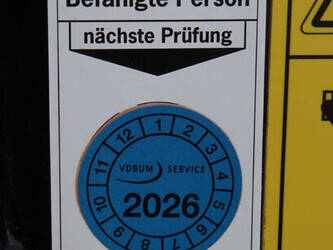 Befähigte Person
nächste Prüfung
1 2 3 4 5 6 7 8 9 10 11 12
VDBUM SERVICE
2026